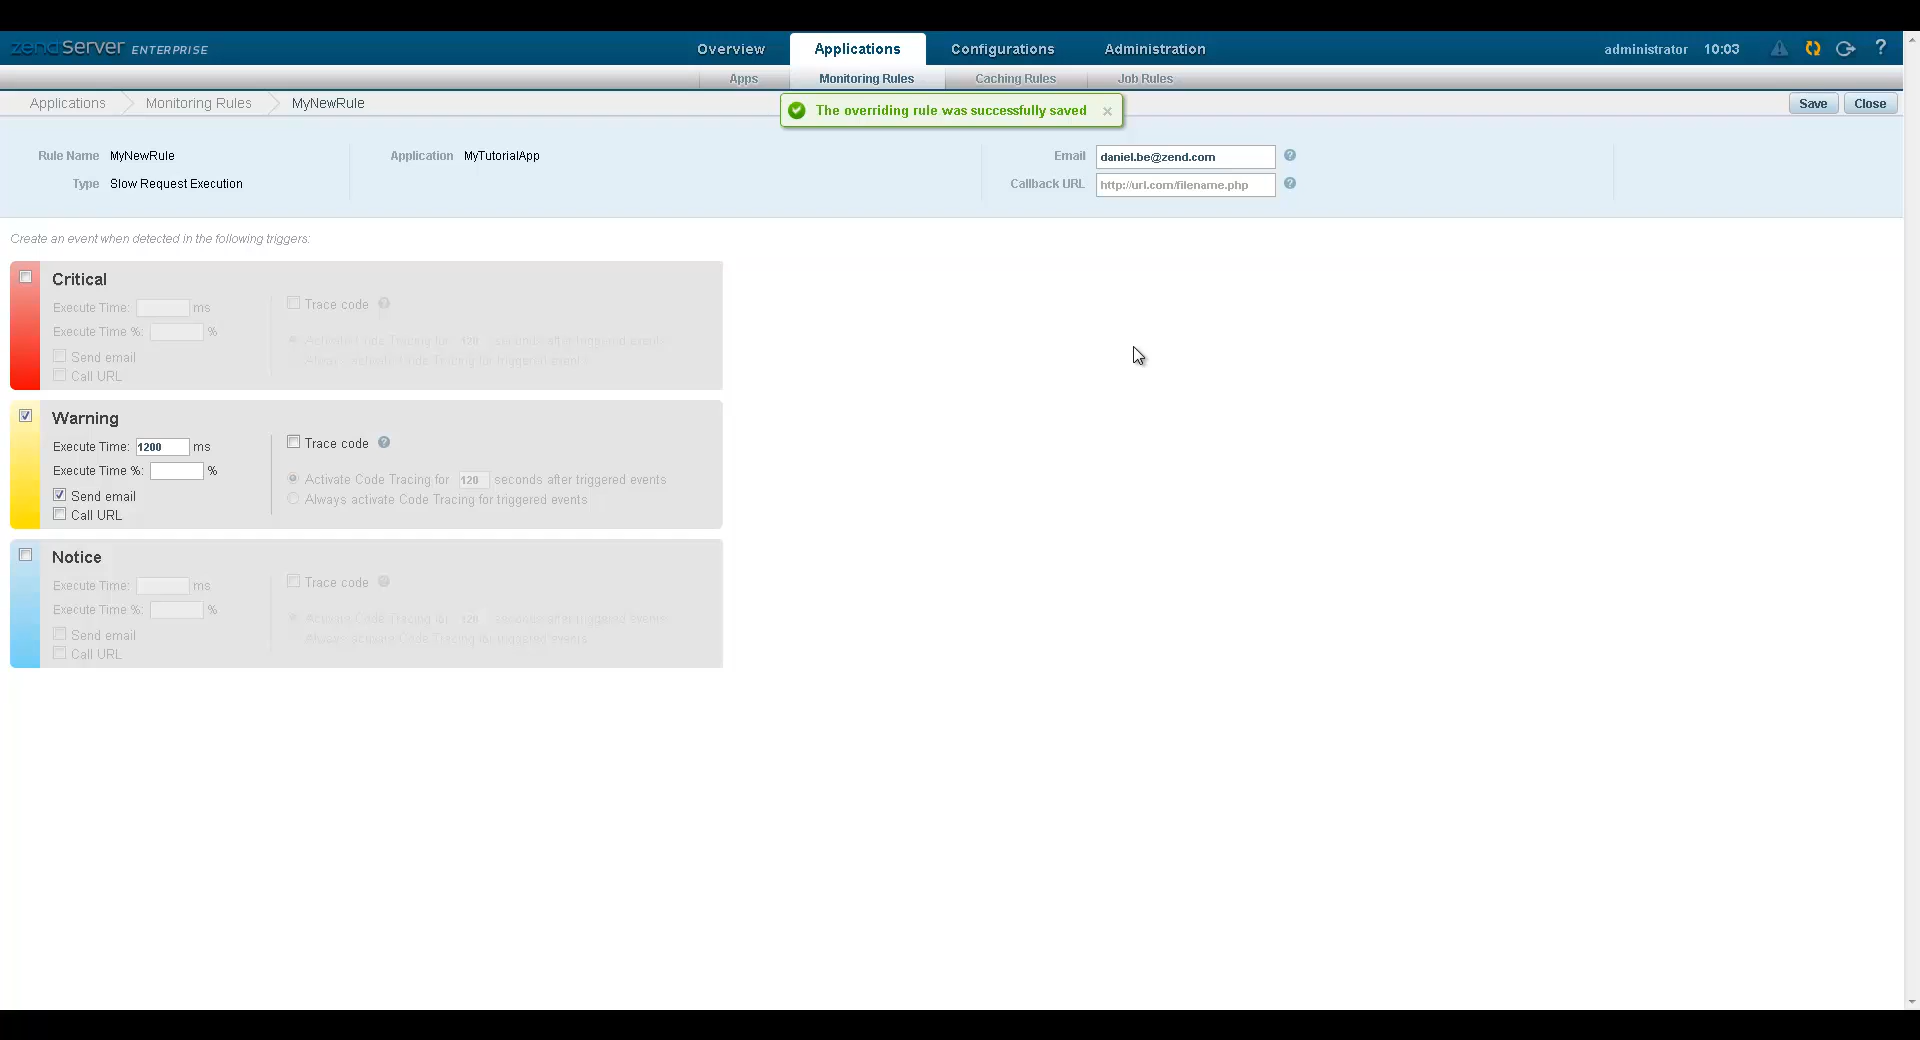 zend Server ENTERPRISE
Overview Applications Configurations Administration
administrator 10:03 ?
Apps Monitoring Rules Caching Rules Job Rules
Applications Monitoring Rules MyNewRule
The overriding rule was successfully saved ×
Save Close
Rule Name MyNewRule Application MyTutorialApp Email daniel.be@zend.com ?
Type Slow Request Execution Callback URL http://url.com/filename.php ?
Create an event when detected in the following triggers:
Critical
Execute Time: ms Trace code ?
Execute Time %: %
Activate Code Tracing for 120 seconds after triggered events
Send email Always activate Code Tracing for triggered events
Call URL
Warning
Execute Time: 1200 ms Trace code ?
Execute Time %: %
Activate Code Tracing for 120 seconds after triggered events
Send email Always activate Code Tracing for triggered events
Call URL
Notice
Execute Time: ms Trace code ?
Execute Time %: %
Activate Code Tracing for 120 seconds after triggered events
Send email Always activate Code Tracing for triggered events
Call URL